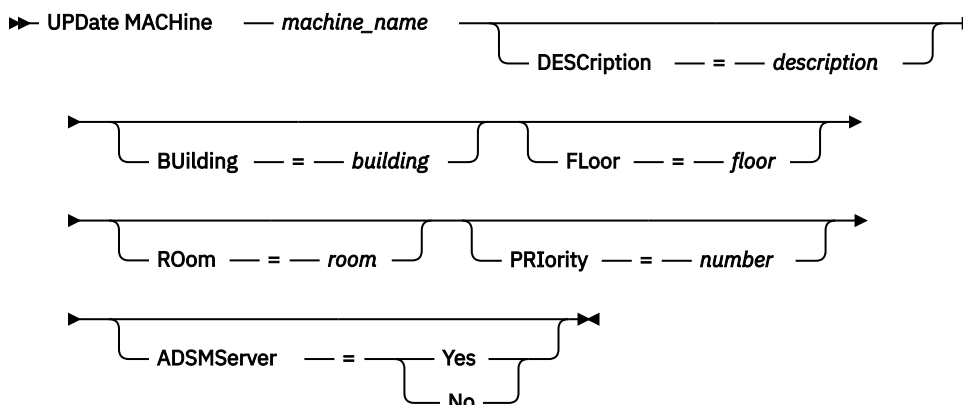 UPDate MACHine machine_name
DESCription = description
BUilding = building FLoor = floor
ROom = room PRIority = number
ADSMServer = Yes
No